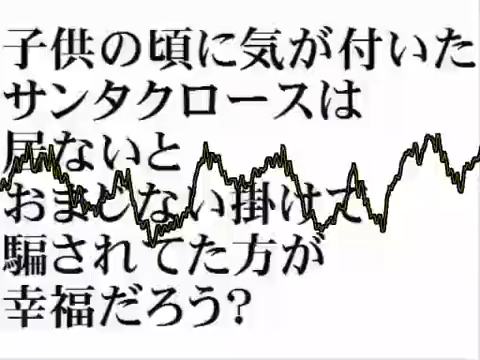 子供の頃に気が付いた
サンタクロースは
居ないと
おまじない掛けて
騙されてた方が
幸福だろう?